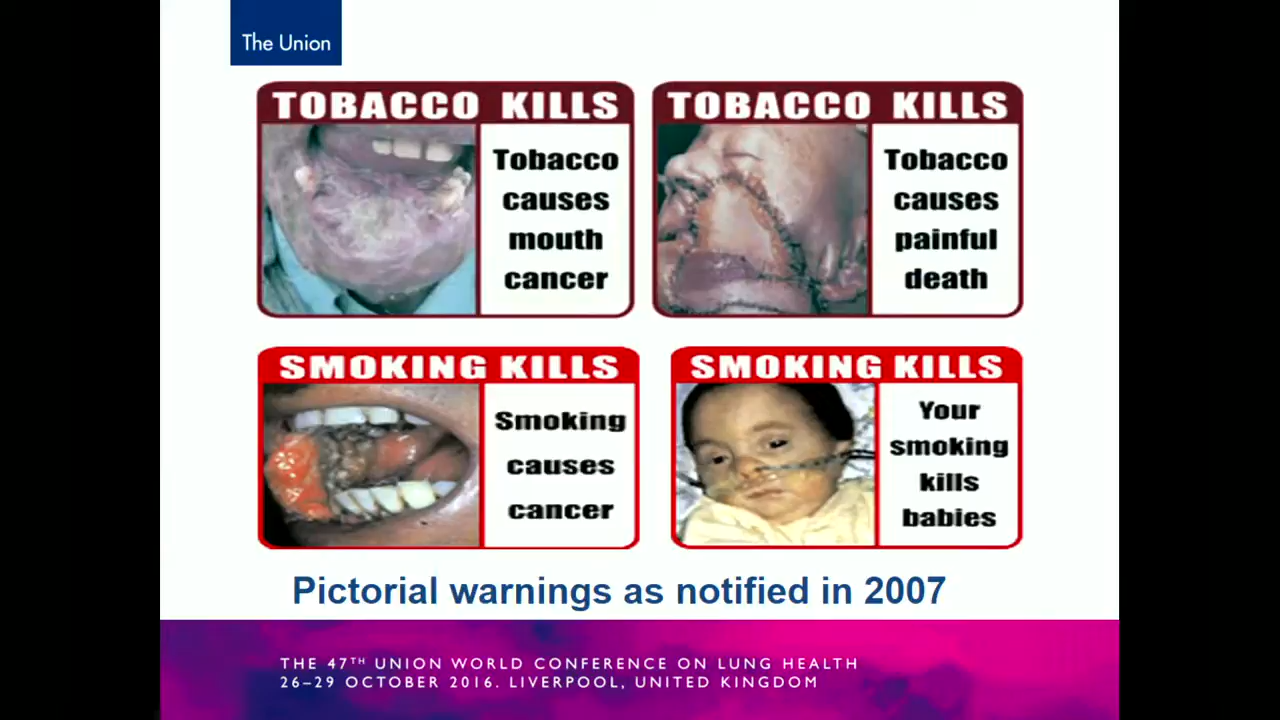 The Union
TOBACCO KILLS
Tobacco
causes
mouth
cancer
TOBACCO KILLS
Tobacco
causes
painful
death
SMOKING KILLS
Smoking
causes
cancer
SMOKING KILLS
Your
smoking
kills
babies
Pictorial warnings as notified in 2007
THE 47TH UNION WORLD CONFERENCE ON LUNG HEALTH
26–29 OCTOBER 2016. LIVERPOOL, UNITED KINGDOM